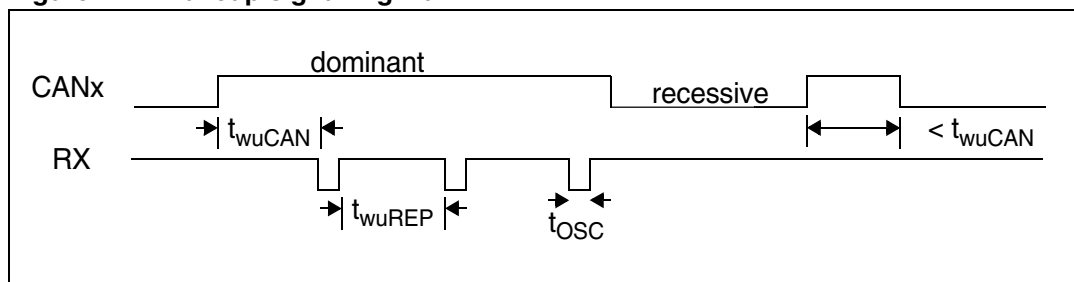 dominant
CANx
recessive
t_wuCAN
< t_wuCAN
RX
t_wuREP
t_OSC